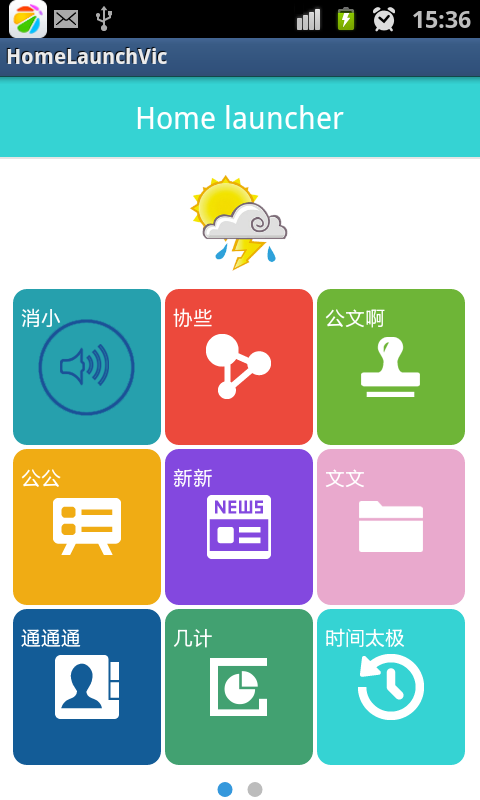 15:36
HomeLaunchVic
Home launcher
消小
协些
公文啊
公公
新新
NEWS
文文
通通通
几计
时间太极